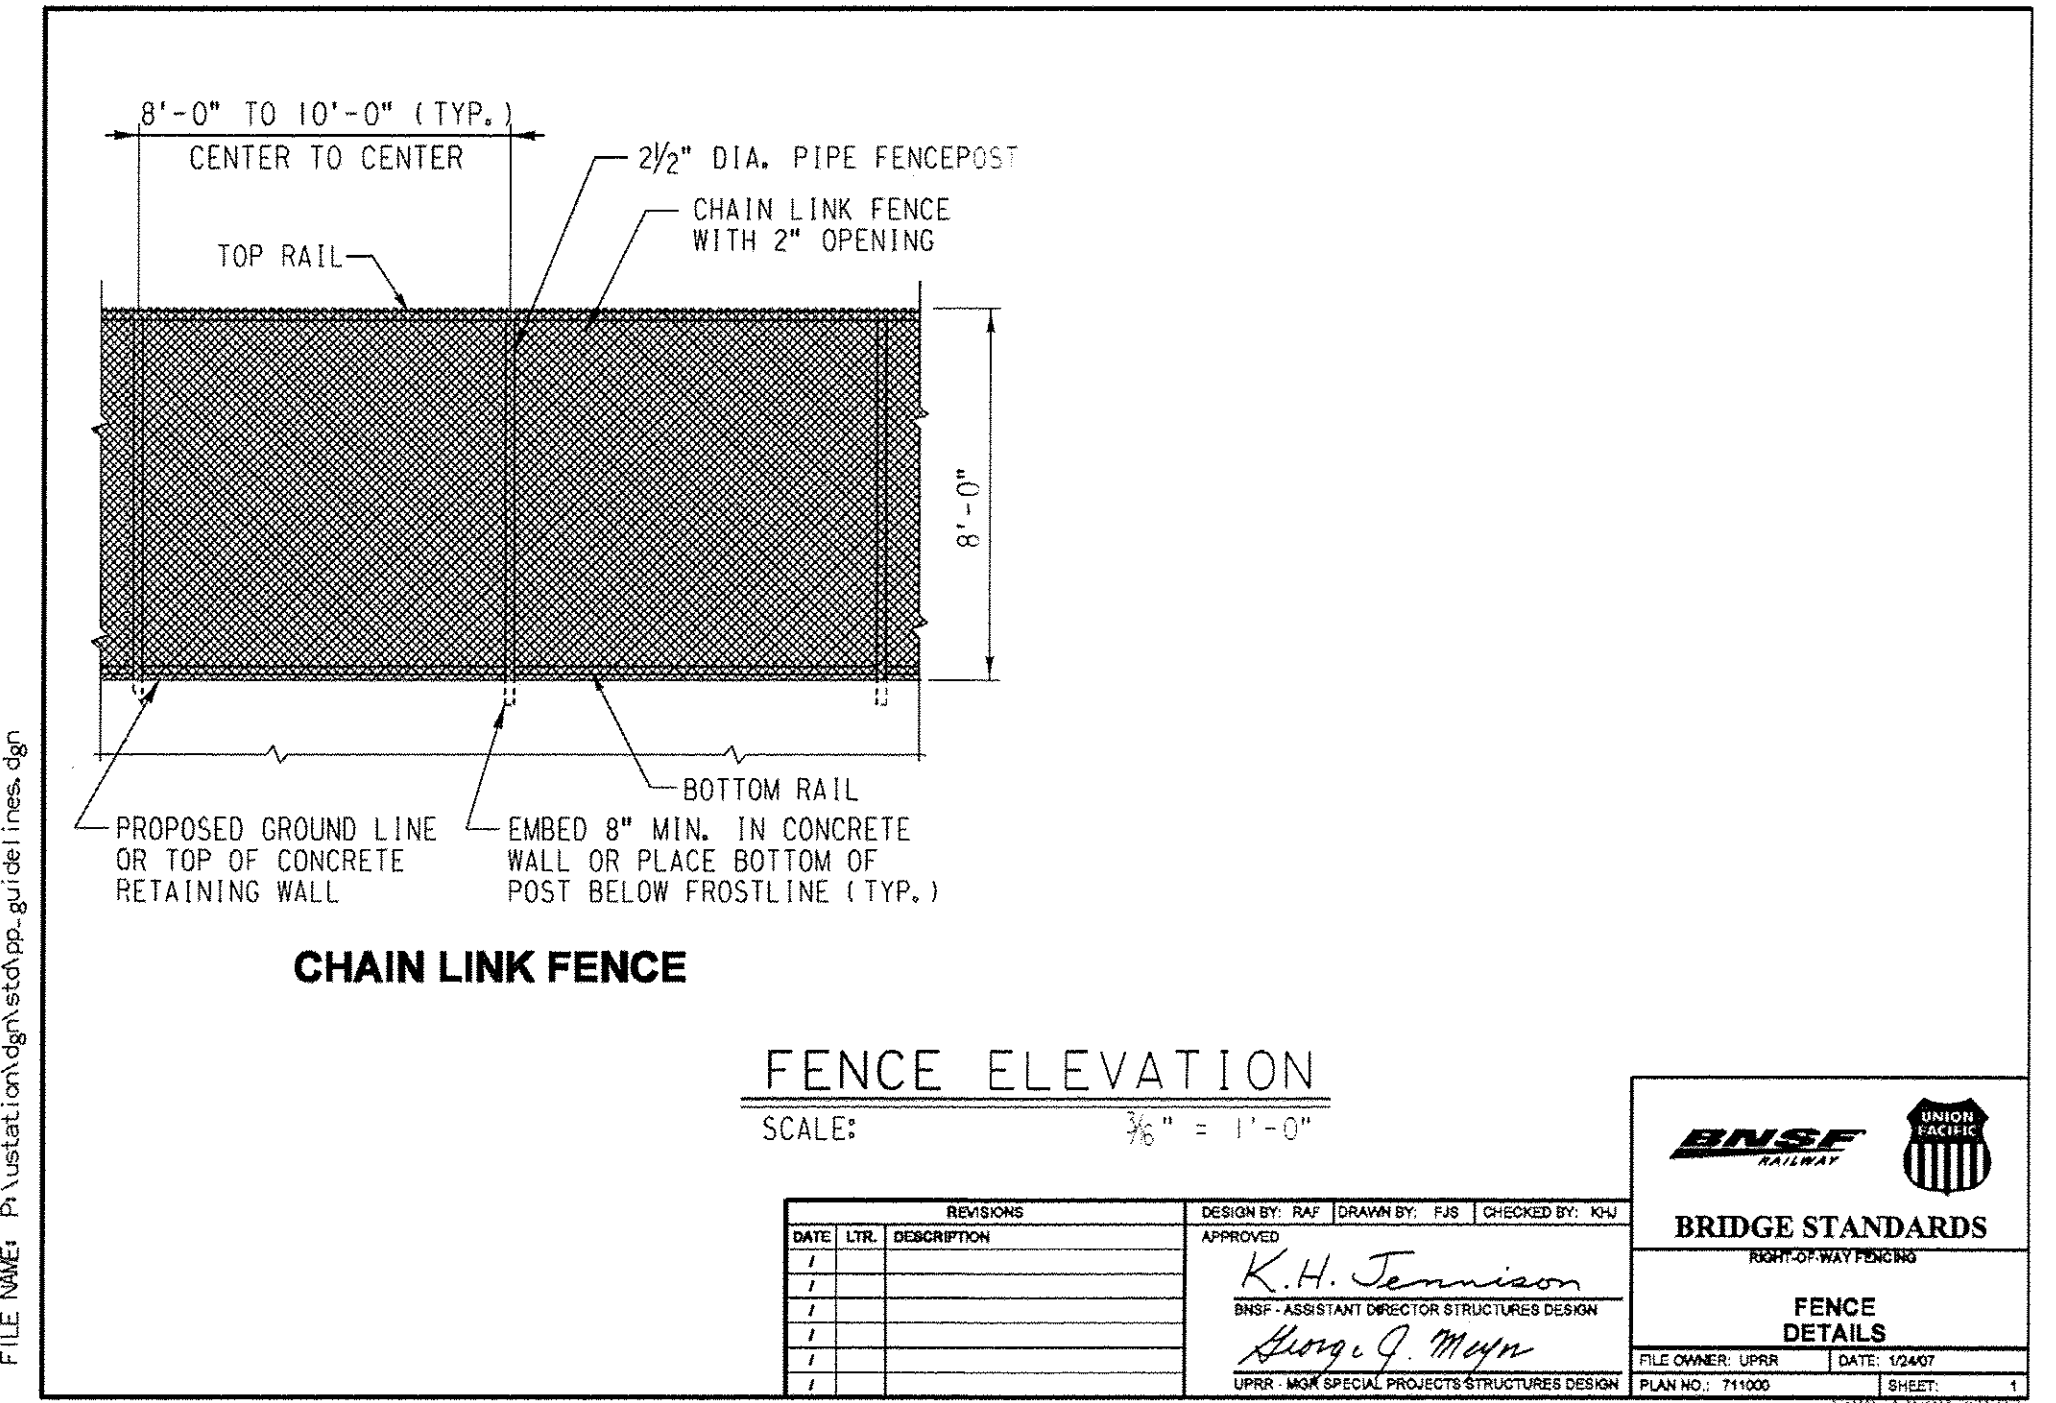 8'-0" TO 10'-0" (TYP.)
CENTER TO CENTER
2 1/2" DIA. PIPE FENCEPOST
CHAIN LINK FENCE
WITH 2" OPENING
TOP RAIL
8'-0"
BOTTOM RAIL
PROPOSED GROUND LINE
OR TOP OF CONCRETE
RETAINING WALL
EMBED 8" MIN. IN CONCRETE
WALL OR PLACE BOTTOM OF
POST BELOW FROSTLINE (TYP.)
CHAIN LINK FENCE
FENCE ELEVATION
SCALE: 3/16" = 1'-0"
FILE NAME: P:\ustation\dgn\std\pp_guidelines.dgn
REVISIONS
DATE LTR. DESCRIPTION
/
/
/
/
/
/
DESIGN BY: RAF DRAWN BY: FJS CHECKED BY: KHJ
APPROVED
K. H. Jennison
BNSF - ASSISTANT DIRECTOR STRUCTURES DESIGN
George J. Meyn
UPRR - MGR SPECIAL PROJECTS STRUCTURES DESIGN
BNSF
RAILWAY
UNION
PACIFIC
BRIDGE STANDARDS
RIGHT-OF-WAY FENCING
FENCE
DETAILS
FILE OWNER: UPRR DATE: 1/24/07
PLAN NO.: 711000 SHEET: 1